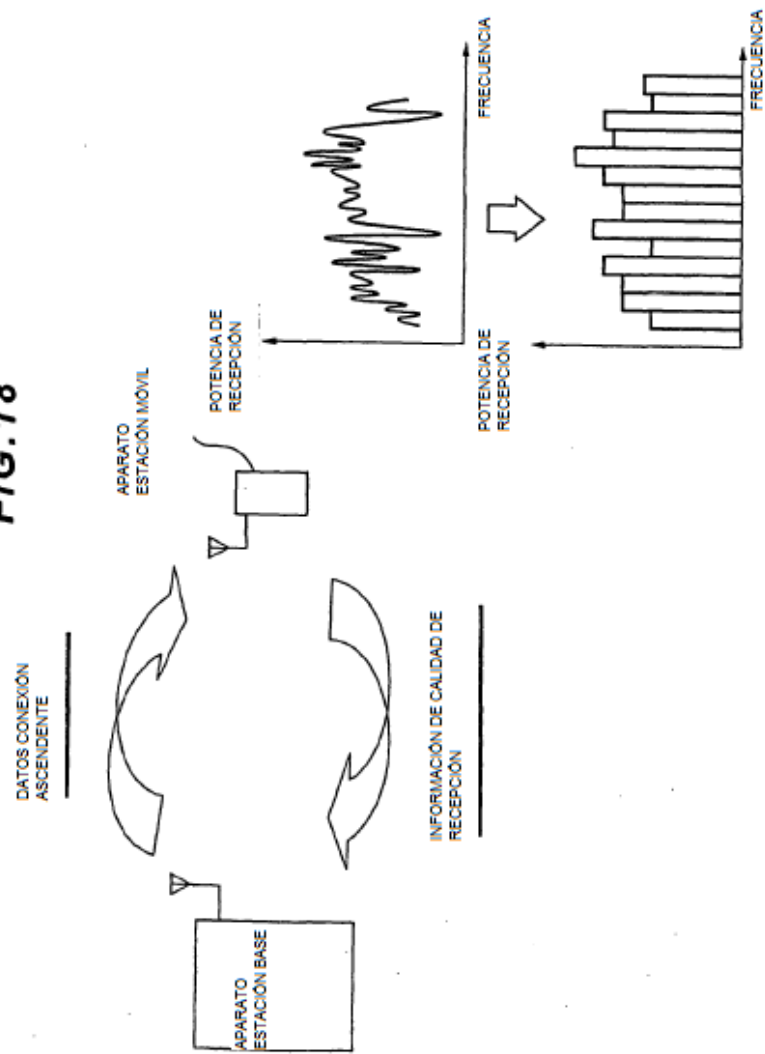 FIG. 18
DATOS CONEXIÓN
ASCENDENTE
APARATO
ESTACIÓN BASE
APARATO
ESTACIÓN MÓVIL
INFORMACIÓN DE CALIDAD DE
RECEPCIÓN
POTENCIA DE
RECEPCIÓN
FRECUENCIA
POTENCIA DE
RECEPCIÓN
FRECUENCIA